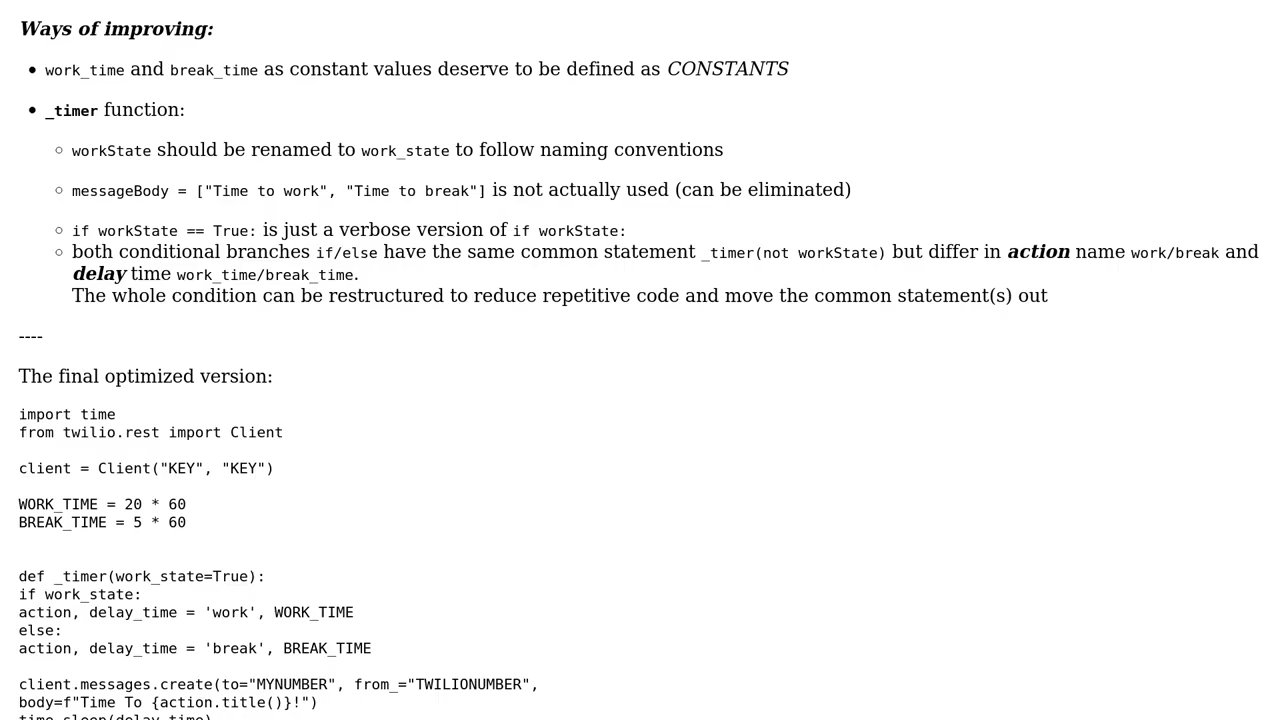 Ways of improving:
work_time and break_time as constant values deserve to be defined as CONSTANTS
_timer function:
workState should be renamed to work_state to follow naming conventions
messageBody = ["Time to work", "Time to break"] is not actually used (can be eliminated)
if workState == True: is just a verbose version of if workState:
both conditional branches if/else have the same common statement _timer(not workState) but differ in action name work/break and
delay time work_time/break_time.
The whole condition can be restructured to reduce repetitive code and move the common statement(s) out
----
The final optimized version:
import time
from twilio.rest import Client
client = Client("KEY", "KEY")
WORK_TIME = 20 * 60
BREAK_TIME = 5 * 60
def _timer(work_state=True):
if work_state:
action, delay_time = 'work', WORK_TIME
else:
action, delay_time = 'break', BREAK_TIME
client.messages.create(to="MYNUMBER", from_="TWILIONUMBER",
body=f"Time To {action.title()}!")
time.sleep(delay_time)